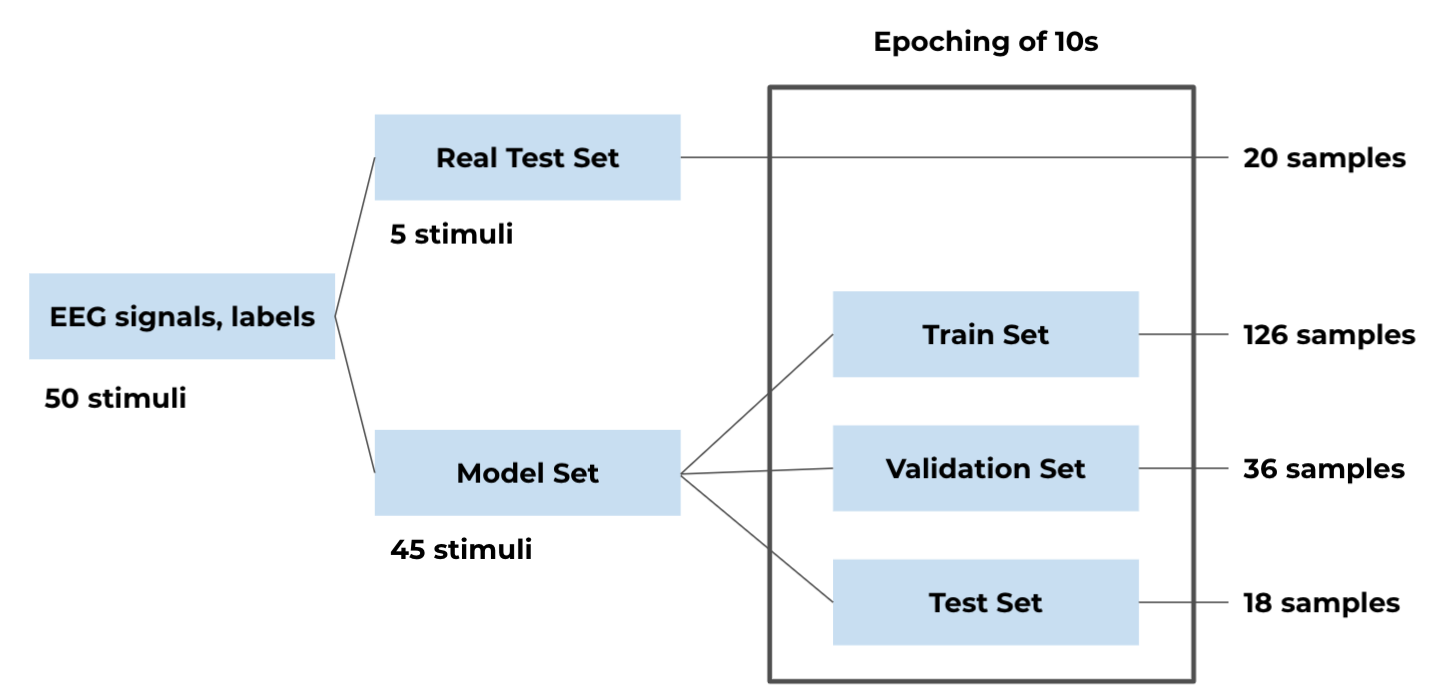 Epoching of 10s
Real Test Set
20 samples
5 stimuli
EEG signals, labels
50 stimuli
Train Set
126 samples
Model Set
45 stimuli
Validation Set
36 samples
Test Set
18 samples